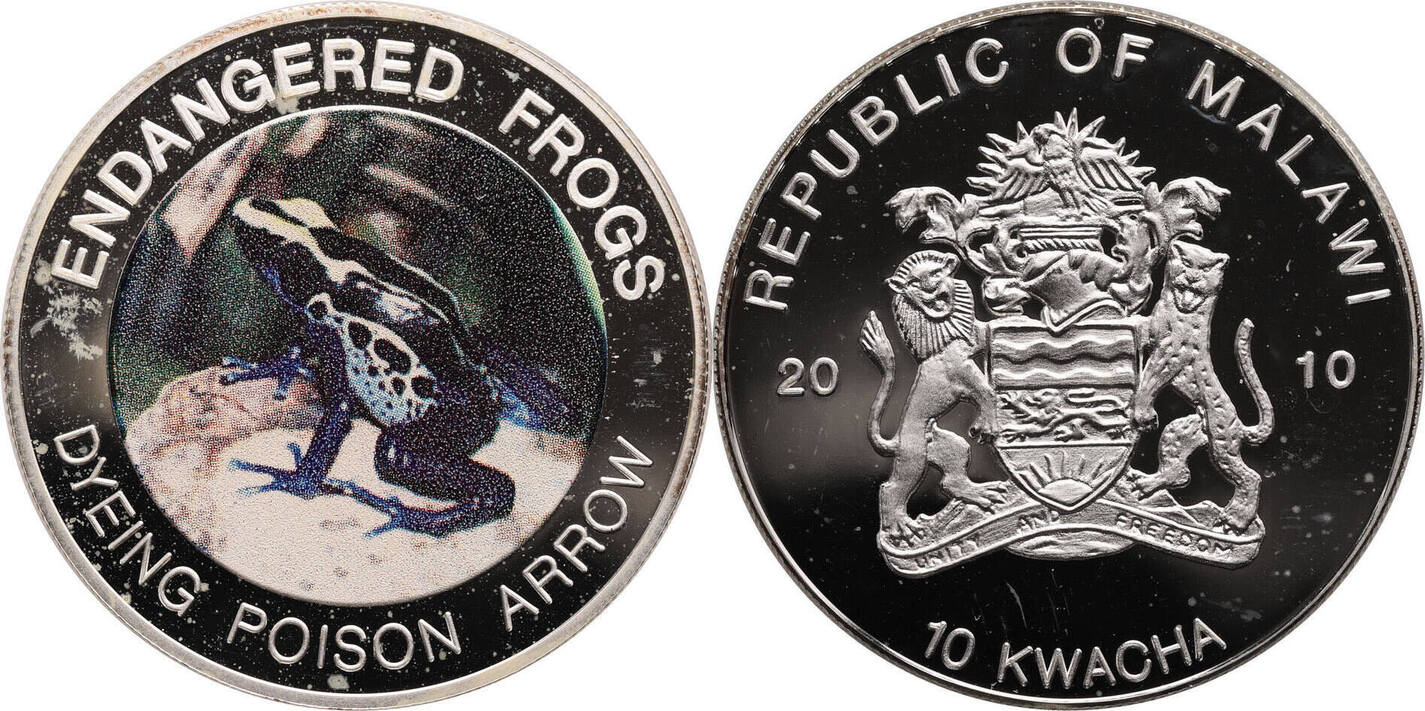 ENDANGERED FROGS
DYEING POISON ARROW
REPUBLIC OF MALAWI
20 10
UNITY AND FREEDOM
10 KWACHA